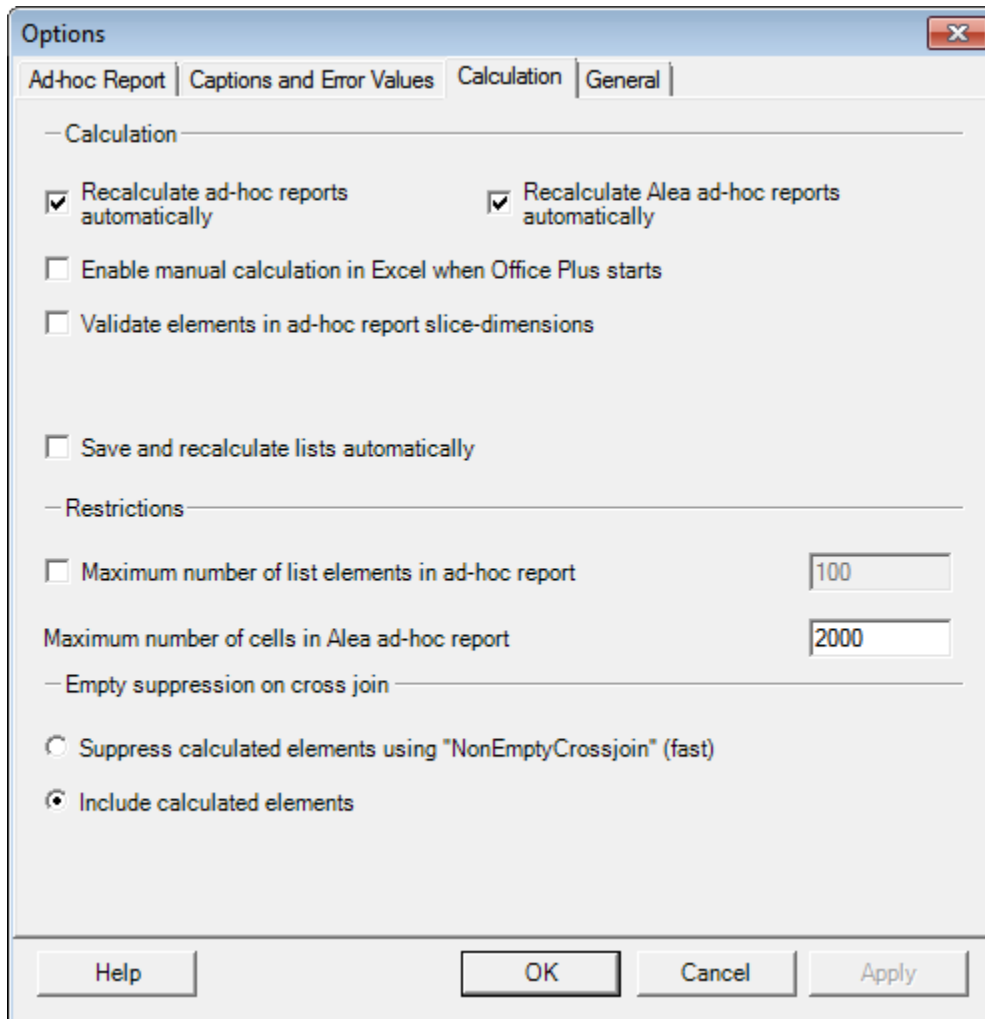 Options
Ad-hoc Report Captions and Error Values Calculation General
Calculation
Recalculate ad-hoc reports
automatically
Recalculate Alea ad-hoc reports
automatically
Enable manual calculation in Excel when Office Plus starts
Validate elements in ad-hoc report slice-dimensions
Save and recalculate lists automatically
Restrictions
Maximum number of list elements in ad-hoc report 100
Maximum number of cells in Alea ad-hoc report 2000
Empty suppression on cross join
Suppress calculated elements using "NonEmptyCrossjoin" (fast)
Include calculated elements
Help OK Cancel Apply